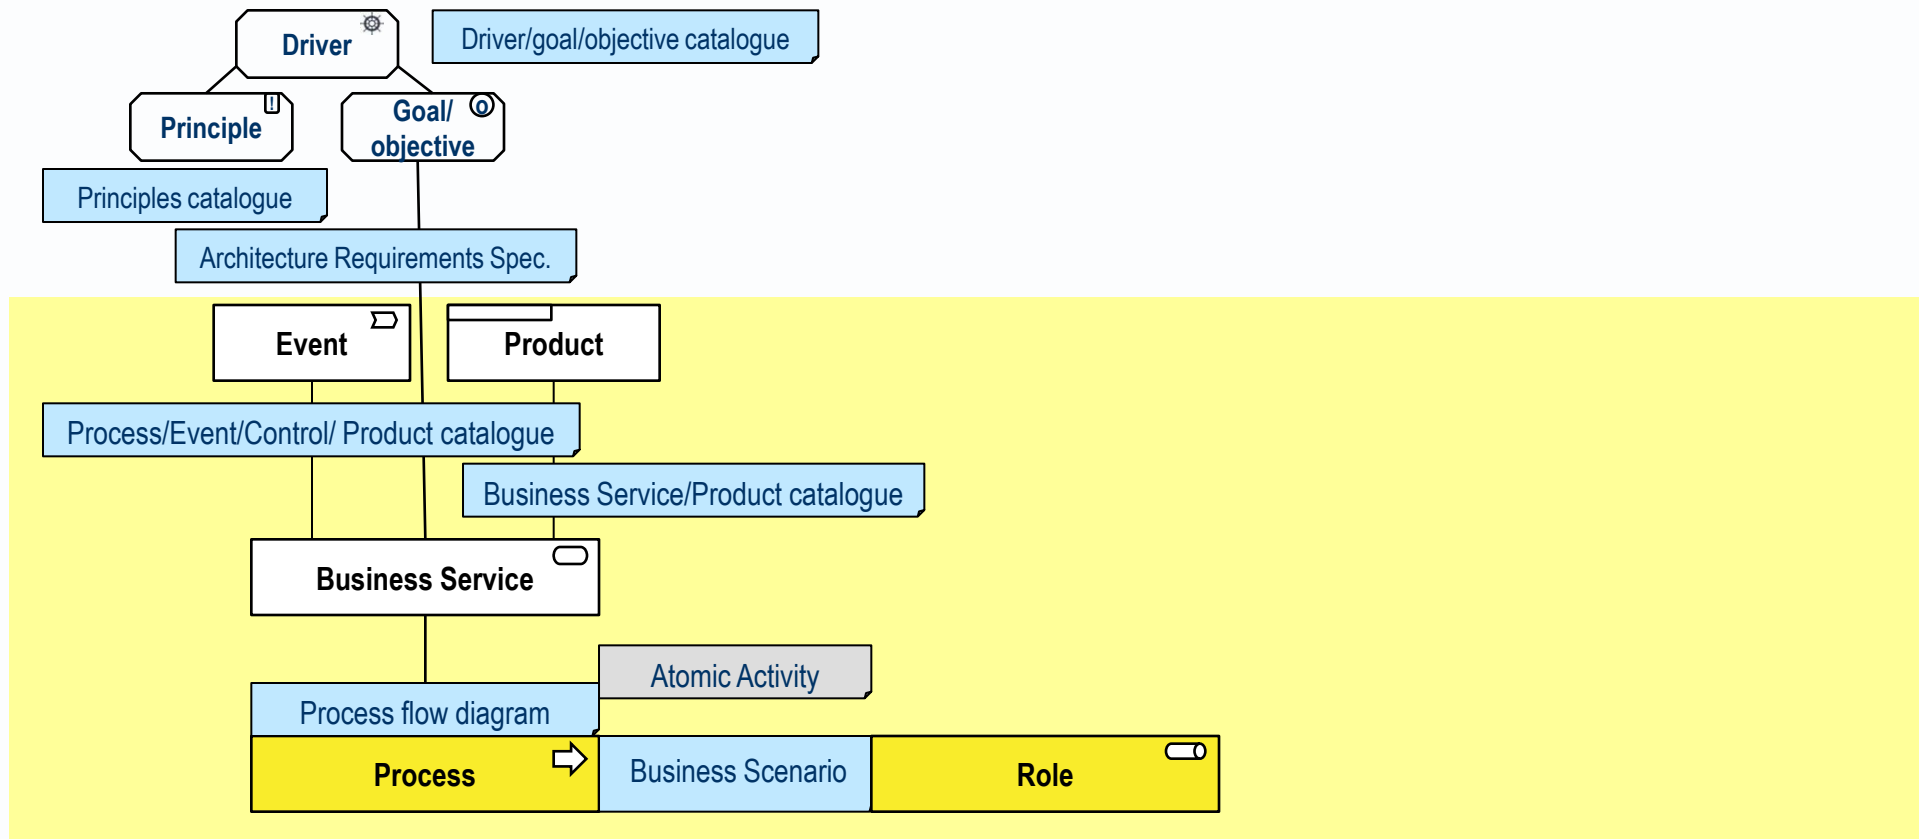 Driver
Driver/goal/objective catalogue
Principle
!
Goal/
objective
O
Principles catalogue
Architecture Requirements Spec.
Event
Product
Process/Event/Control/ Product catalogue
Business Service/Product catalogue
Business Service
Atomic Activity
Process flow diagram
Process
Business Scenario
Role